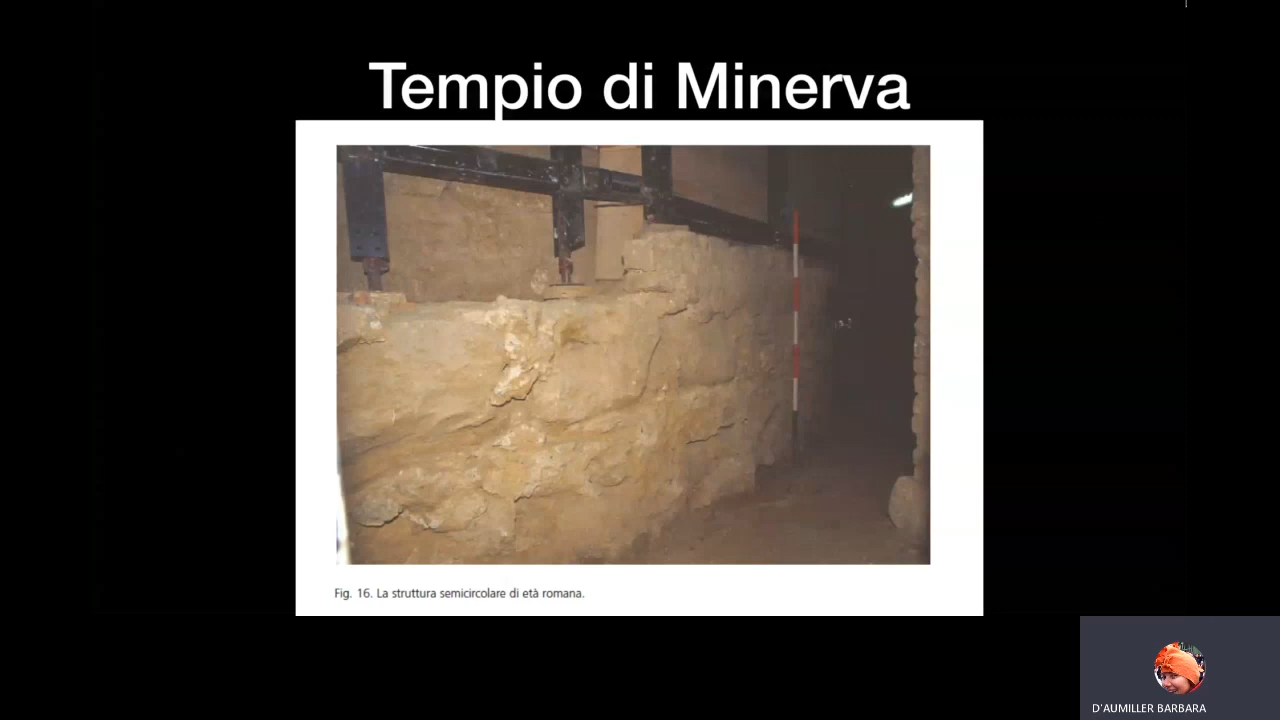 Tempio di Minerva
Fig. 16. La struttura semicircolare di età romana.
D'AUMILLER BARBARA